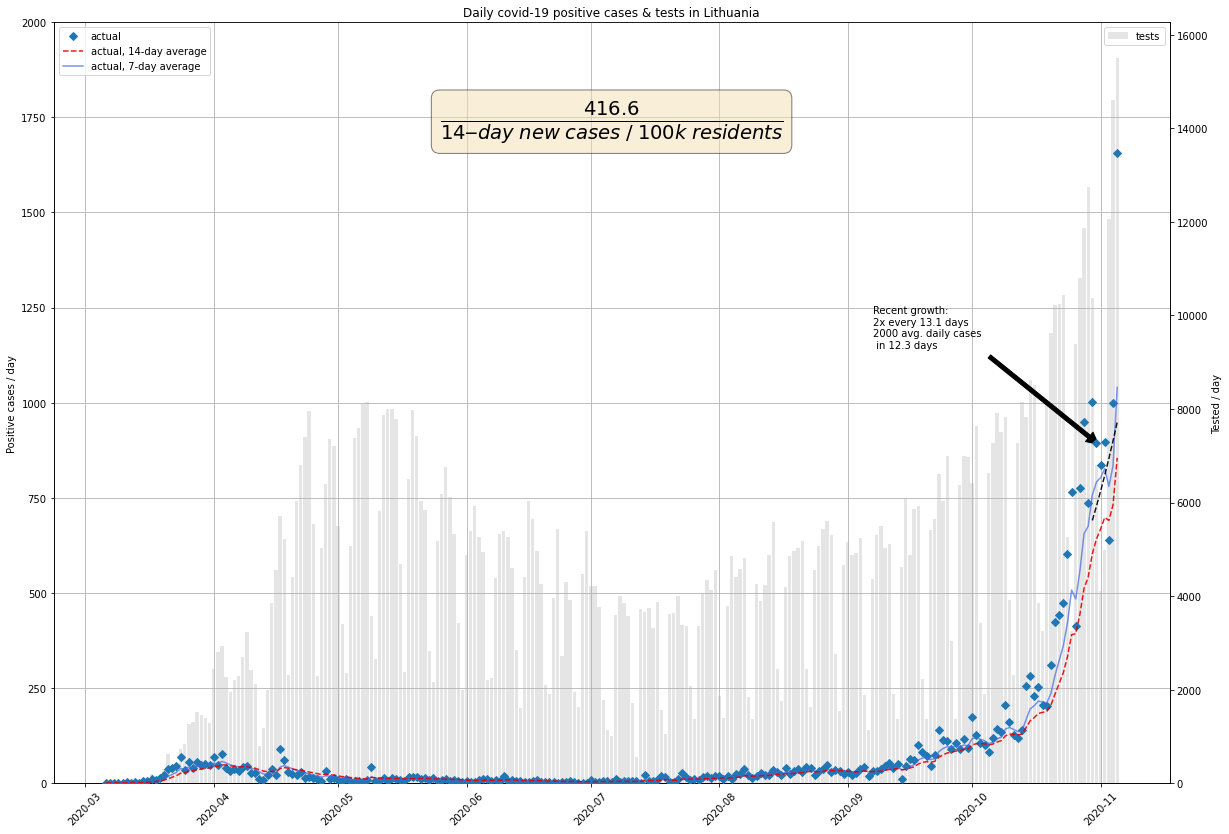 Daily covid-19 positive cases & tests in Lithuania
actual
actual, 14-day average
actual, 7-day average
tests
416.6
14–day new cases / 100k residents
Recent growth:
2x every 13.1 days
2000 avg. daily cases
in 12.3 days
Positive cases / day
2000
1750
1500
1250
1000
750
500
250
0
Tested / day
16000
14000
12000
10000
8000
6000
4000
2000
0
2020-03
2020-04
2020-05
2020-06
2020-07
2020-08
2020-09
2020-10
2020-11